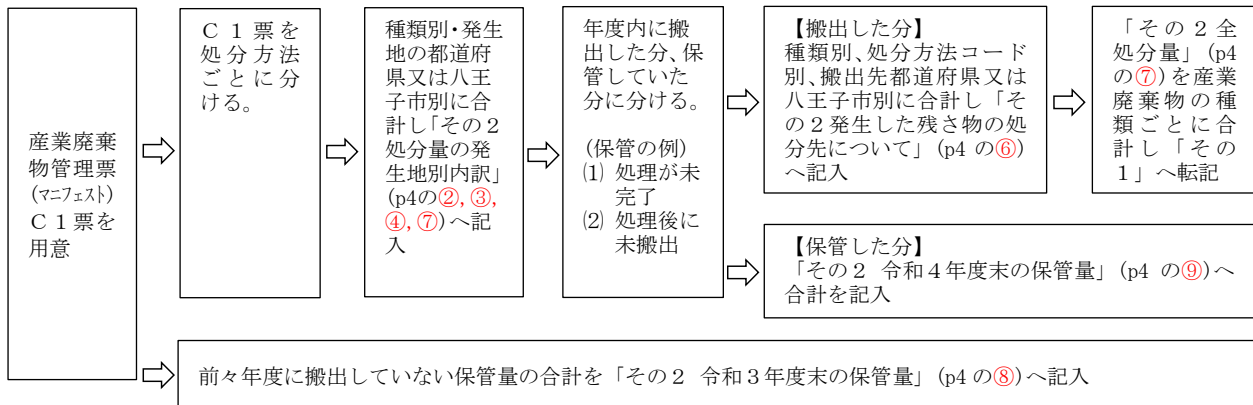 産業廃棄
物管理票
(マニフェスト)
Ｃ１票を
用意
Ｃ１票を
処分方法
ごとに分
ける。
種類別・発生
地の都道府
県又は八王
子市別に合
計し「その２
処分量の発
生地別内訳」
(p4の②,③,
④,⑦)へ記
入
年度内に搬
出した分、保
管していた
分に分ける。
(保管の例)
⑴ 処理が未
完了
⑵ 処理後に
未搬出
【搬出した分】
種類別、処分方法コード
別、搬出先都道府県又は
八王子市別に合計し「そ
の２発生した残さ物の処
分先について」(p4 の⑥)
へ記入
「その２全
処分量」(p4
の⑦)を産業
廃棄物の種
類ごとに合
計し「その
１」へ転記
【保管した分】
「その２ 令和４年度末の保管量」(p4 の⑨)へ
合計を記入
前々年度に搬出していない保管量の合計を「その２ 令和３年度末の保管量」(p4 の⑧)へ記入